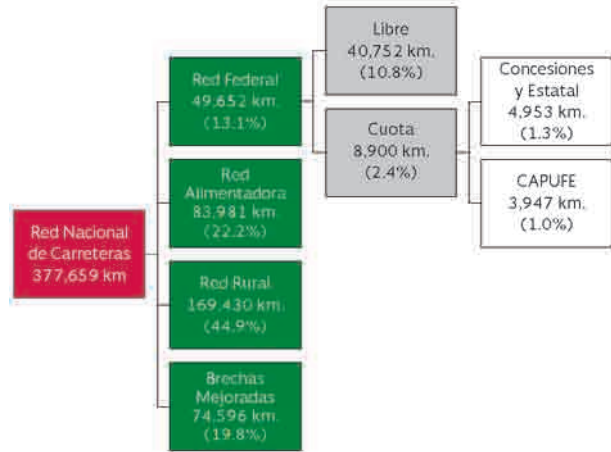 Red Nacional
de Carreteras
377,659 km
Red Federal
49,652 km.
(13.1%)
Red
Alimentadora
83,981 km.
(22.2%)
Red Rural
169,430 km.
(44.9%)
Brechas
Mejoradas
74,596 km.
(19.8%)
Libre
40,752 km.
(10.8%)
Cuota
8,900 km.
(2.4%)
Concesiones
y Estatal
4,953 km.
(1.3%)
CAPUFE
3,947 km.
(1.0%)